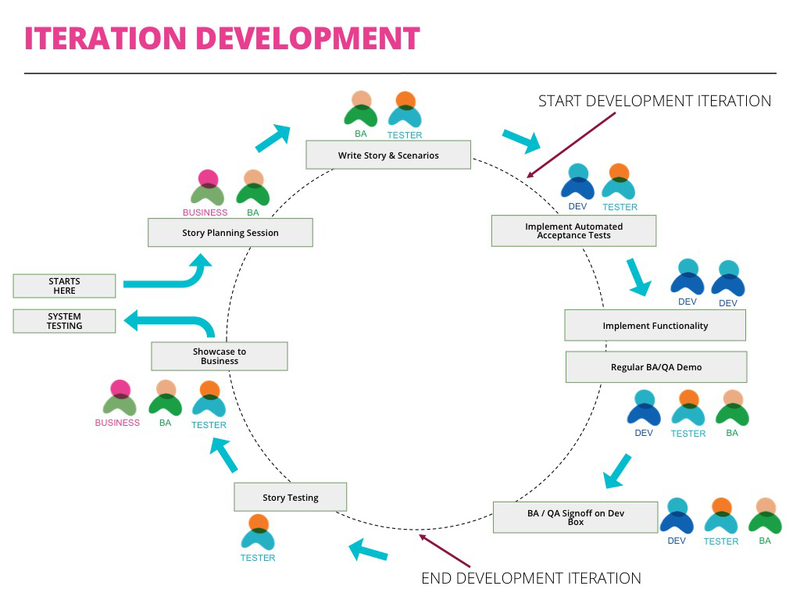 ITERATION DEVELOPMENT
START DEVELOPMENT ITERATION
BA
TESTER
Write Story & Scenarios
BUSINESS
BA
Story Planning Session
DEV
TESTER
Implement Automated
Acceptance Tests
STARTS
HERE
SYSTEM
TESTING
DEV
DEV
Implement Functionality
Regular BA/QA Demo
DEV
TESTER
BA
Showcase to
Business
BUSINESS
BA
TESTER
Story Testing
TESTER
BA / QA Signoff on Dev
Box
DEV
TESTER
BA
END DEVELOPMENT ITERATION